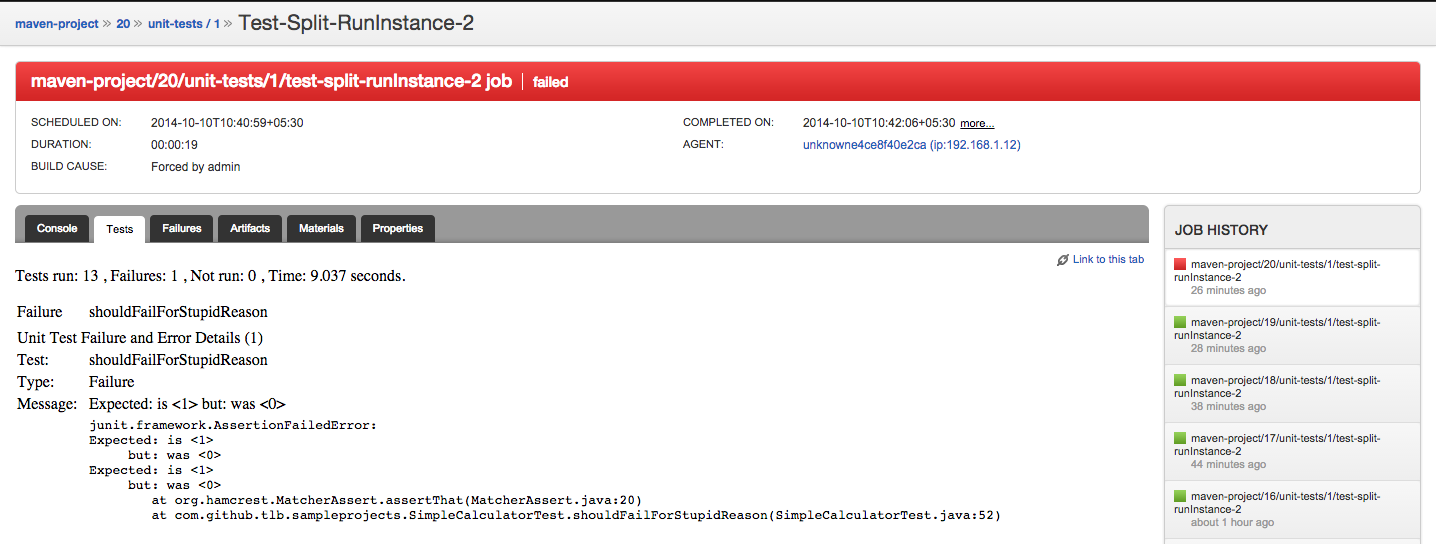 maven-project » 20 » unit-tests / 1 » Test-Split-RunInstance-2
maven-project/20/unit-tests/1/test-split-runInstance-2 job | failed
SCHEDULED ON: 2014-10-10T10:40:59+05:30
COMPLETED ON: 2014-10-10T10:42:06+05:30 more...
DURATION: 00:00:19
AGENT: unknowne4ce8f40e2ca (ip:192.168.1.12)
BUILD CAUSE: Forced by admin
Console Tests Failures Artifacts Materials Properties
Link to this tab
Tests run: 13 , Failures: 1 , Not run: 0 , Time: 9.037 seconds.
Failure shouldFailForStupidReason
Unit Test Failure and Error Details (1)
Test: shouldFailForStupidReason
Type: Failure
Message: Expected: is <1> but: was <0>
junit.framework.AssertionFailedError:
Expected: is <1>
but: was <0>
Expected: is <1>
but: was <0>
at org.hamcrest.MatcherAssert.assertThat(MatcherAssert.java:20)
at com.github.tlb.sampleprojects.SimpleCalculatorTest.shouldFailForStupidReason(SimpleCalculatorTest.java:52)
JOB HISTORY
maven-project/20/unit-tests/1/test-split-
runInstance-2
26 minutes ago
maven-project/19/unit-tests/1/test-split-
runInstance-2
28 minutes ago
maven-project/18/unit-tests/1/test-split-
runInstance-2
38 minutes ago
maven-project/17/unit-tests/1/test-split-
runInstance-2
44 minutes ago
maven-project/16/unit-tests/1/test-split-
runInstance-2
about 1 hour ago